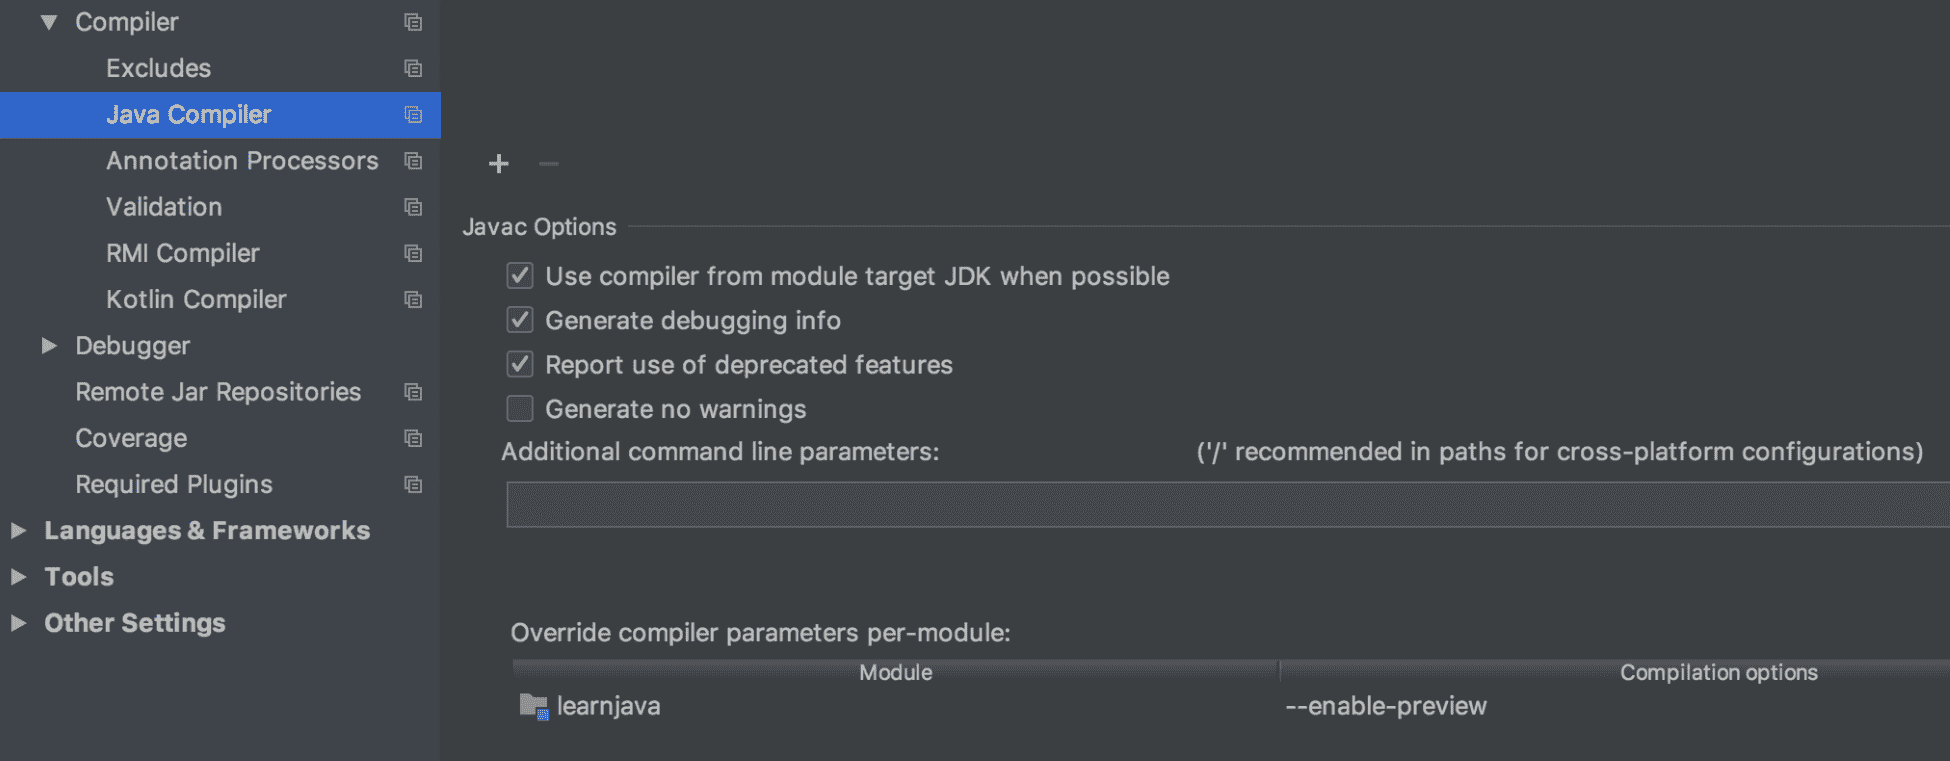 Compiler
Excludes
Java Compiler
Annotation Processors
Validation
RMI Compiler
Kotlin Compiler
Debugger
Remote Jar Repositories
Coverage
Required Plugins
Languages & Frameworks
Tools
Other Settings
Javac Options
Use compiler from module target JDK when possible
Generate debugging info
Report use of deprecated features
Generate no warnings
Additional command line parameters: ('/' recommended in paths for cross-platform configurations)
Override compiler parameters per-module:
Module Compilation options
learnjava --enable-preview